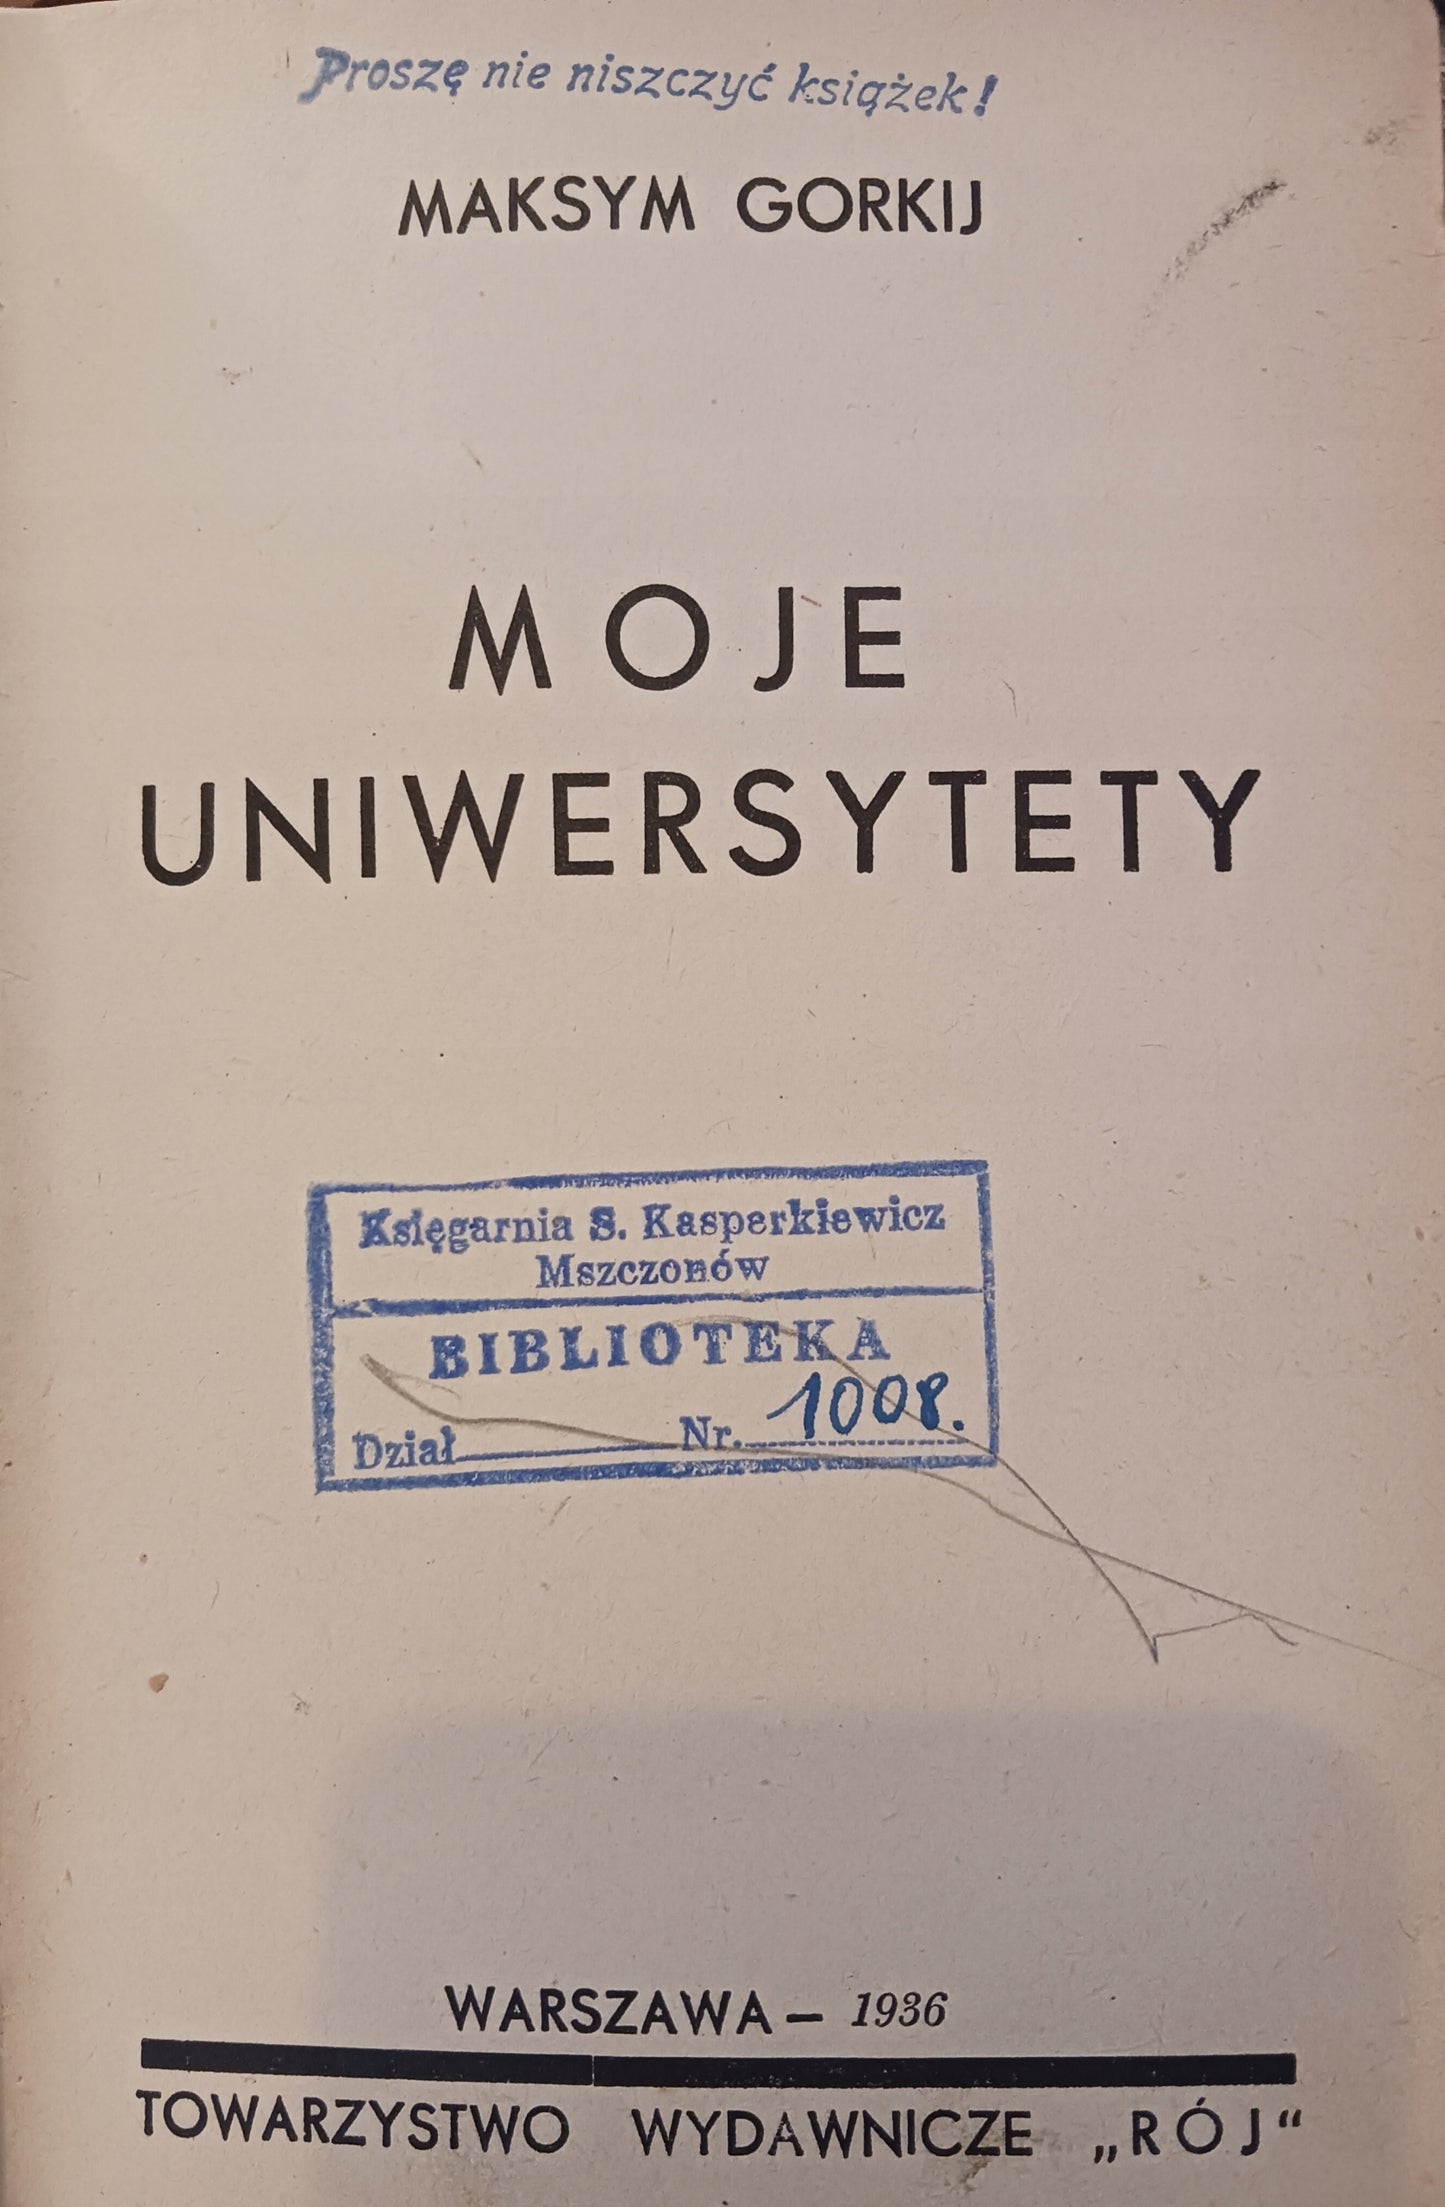 Proszę nie niszczyć książek!
MAKSYM GORKIJ
MOJE
UNIWERSYTETY
Księgarnia S. Kasperkiewicz
Mszczonów
BIBLIOTEKA
Dział Nr. 1008.
WARSZAWA – 1936
TOWARZYSTWO WYDAWNICZE „RÓJ“